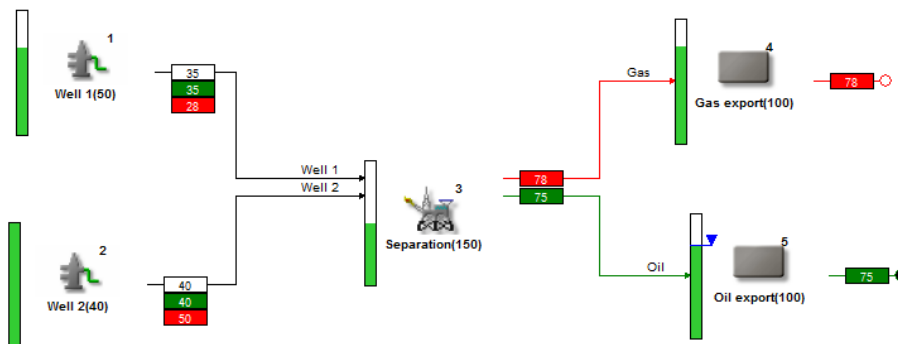 1
Well 1(50)
35
35
28
2
Well 2(40)
40
40
50
Well 1
Well 2
3
Separation(150)
78
75
Gas
Oil
4
Gas export(100)
78
5
Oil export(100)
75